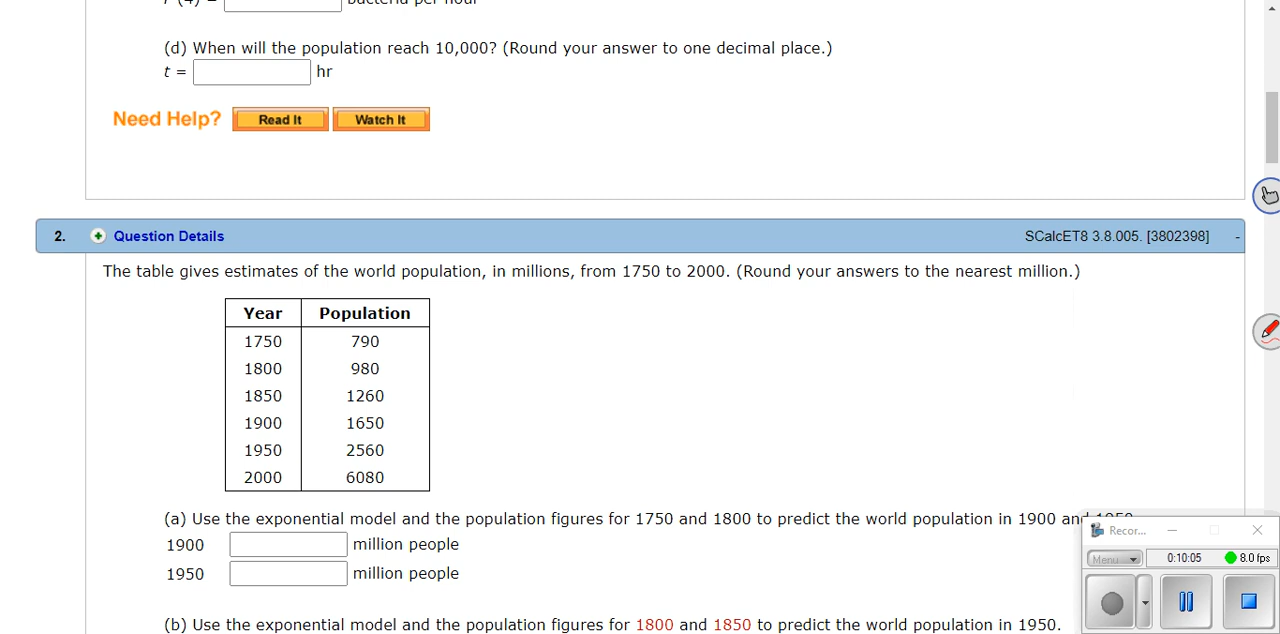 (d) When will the population reach 10,000? (Round your answer to one decimal place.)
t = hr
Need Help? Read It Watch It
2. Question Details SCalcET8 3.8.005. [3802398] -
The table gives estimates of the world population, in millions, from 1750 to 2000. (Round your answers to the nearest million.)
Year Population
1750 790
1800 980
1850 1260
1900 1650
1950 2560
2000 6080
(a) Use the exponential model and the population figures for 1750 and 1800 to predict the world population in 1900 and
1900 million people
1950 million people
(b) Use the exponential model and the population figures for 1800 and 1850 to predict the world population in 1950.
Recor...
Menu 0:10:05 8.0 fps